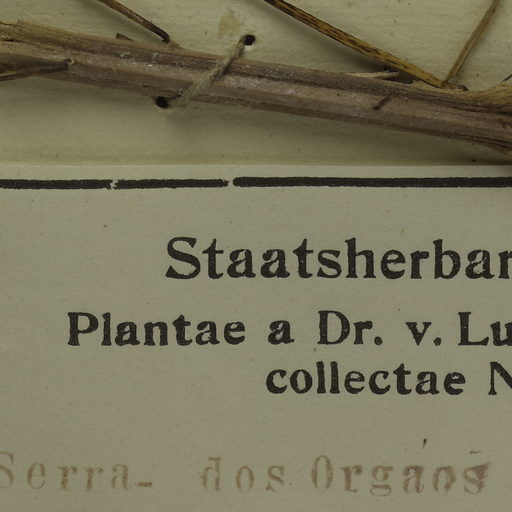 Staatsherbar
Plantae a Dr. v. Lu
collectae N
Serra- dos Orgaos